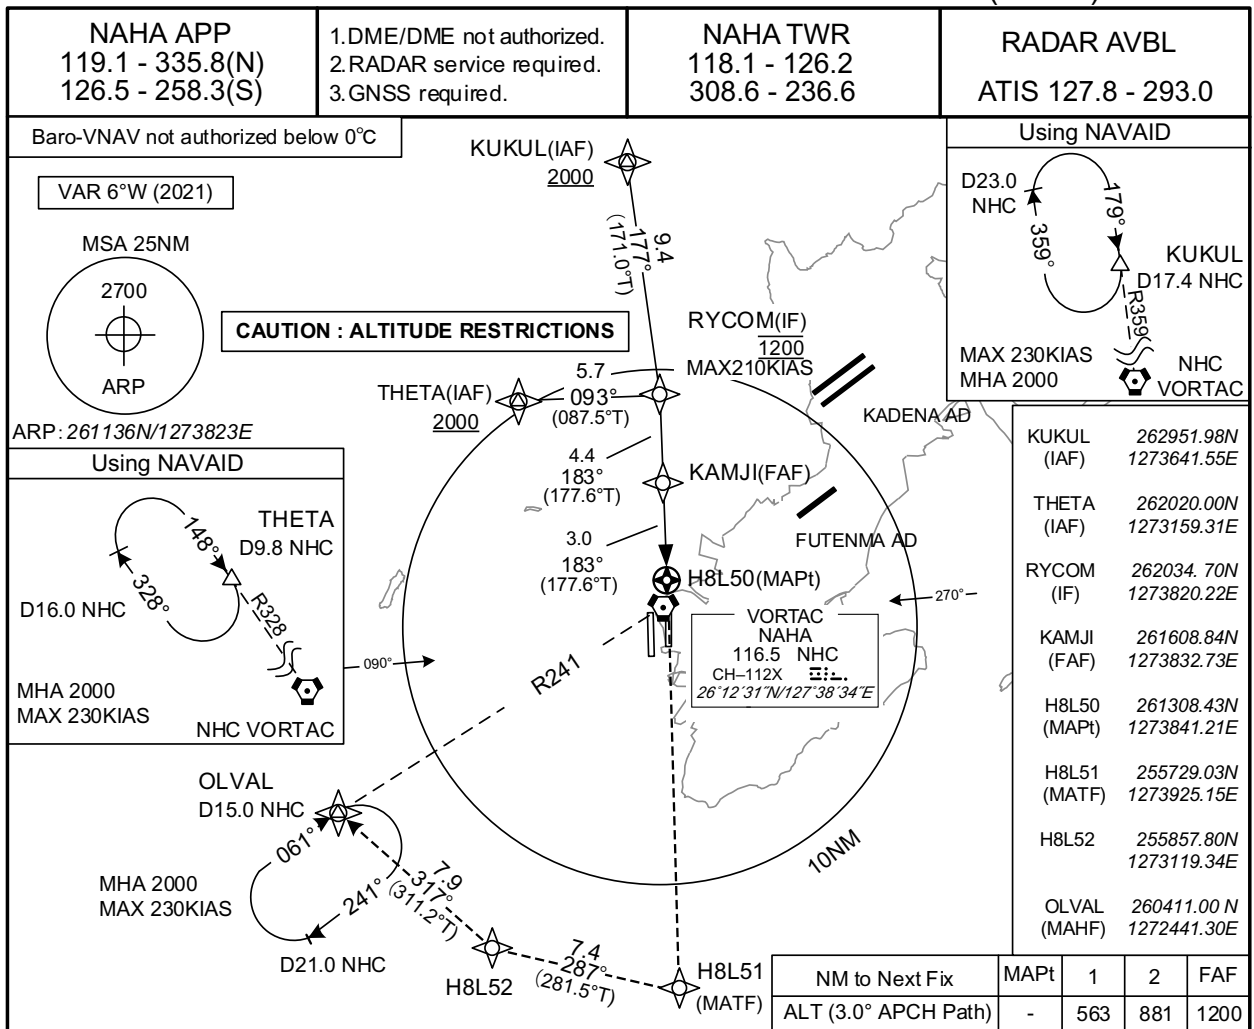 NAHA APP
119.1 - 335.8(N)
126.5 - 258.3(S)
1.DME/DME not authorized.
2.RADAR service required.
3.GNSS required.
NAHA TWR
118.1 - 126.2
308.6 - 236.6
RADAR AVBL
ATIS 127.8 - 293.0
Baro-VNAV not authorized below 0°C
VAR 6°W (2021)
MSA 25NM
2700
ARP
ARP: 261136N/1273823E
CAUTION : ALTITUDE RESTRICTIONS
KUKUL(IAF)
2000
9.4
177°
(171.0°T)
RYCOM(IF)
1200
MAX210KIAS
THETA(IAF)
2000
5.7
093°
(087.5°T)
4.4
183°
(177.6°T)
KAMJI(FAF)
3.0
183°
(177.6°T)
H8L50(MAPt)
KADENA AD
FUTENMA AD
270°
090°
VORTAC
NAHA
116.5 NHC
CH–112X
26°12'31"N/127°38'34"E
R241
10NM
Using NAVAID
D23.0
NHC
179°
359°
KUKUL
D17.4 NHC
R359
MAX 230KIAS
MHA 2000
NHC
VORTAC
Using NAVAID
THETA
D9.8 NHC
148°
328°
D16.0 NHC
R328
MHA 2000
MAX 230KIAS
NHC VORTAC
OLVAL
D15.0 NHC
061°
241°
MHA 2000
MAX 230KIAS
D21.0 NHC
7.9
317°
(311.2°T)
H8L52
7.4
287°
(281.5°T)
H8L51
(MATF)
KUKUL 262951.98N
(IAF) 1273641.55E
THETA 262020.00N
(IAF) 1273159.31E
RYCOM 262034. 70N
(IF) 1273820.22E
KAMJI 261608.84N
(FAF) 1273832.73E
H8L50 261308.43N
(MAPt) 1273841.21E
H8L51 255729.03N
(MATF) 1273925.15E
H8L52 255857.80N
1273119.34E
OLVAL 260411.00 N
(MAHF) 1272441.30E
NM to Next Fix MAPt 1 2 FAF
ALT (3.0° APCH Path) - 563 881 1200